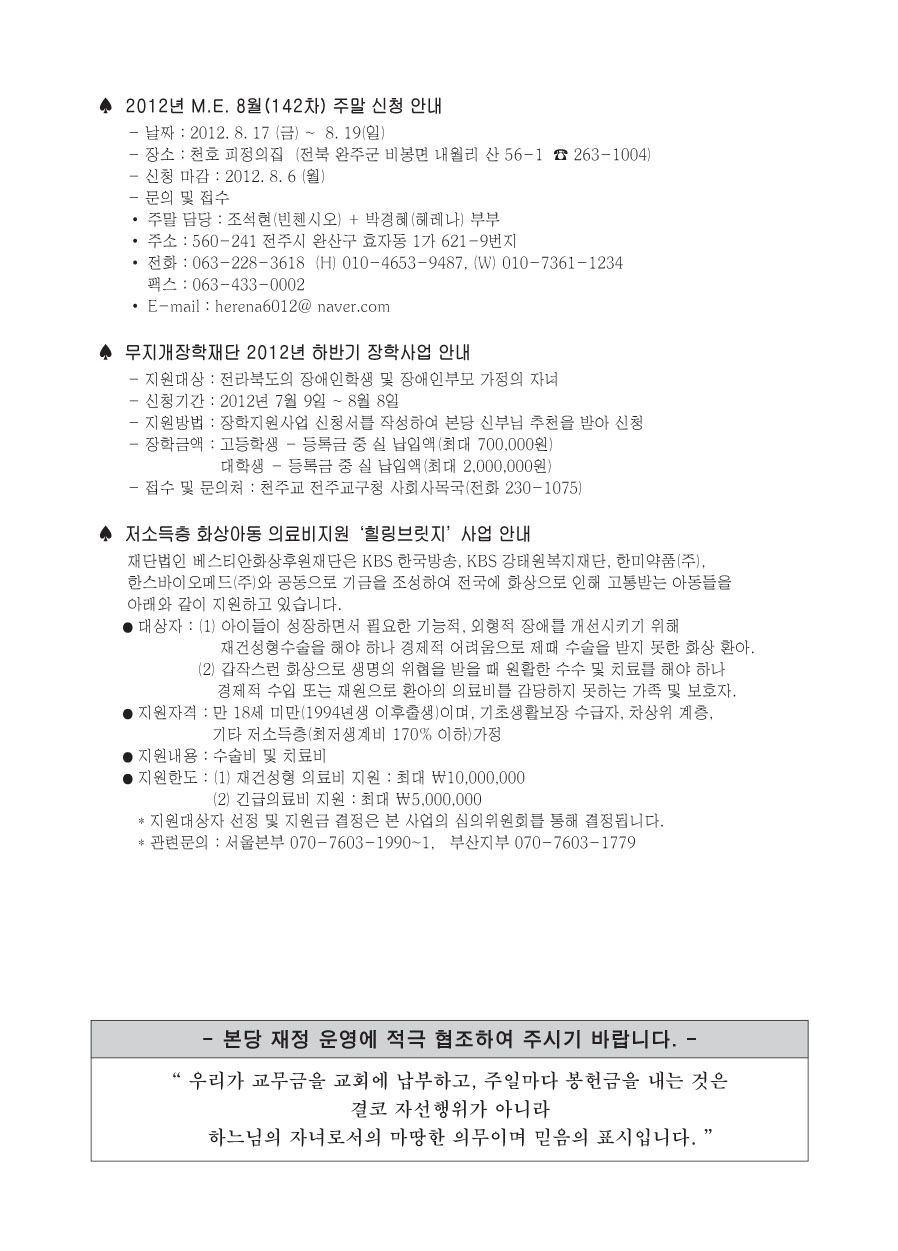 ♠ 2012년 M.E. 8월(142차) 주말 신청 안내
- 날짜 : 2012. 8. 17 (금) ~ 8. 19(일)
- 장소 : 천호 피정의집 (전북 완주군 비봉면 내월리 산 56-1 ☎ 263-1004)
- 신청 마감 : 2012. 8. 6 (월)
- 문의 및 접수
• 주말 담당 : 조석현(빈첸시오) + 박경혜(헤레나) 부부
• 주소 : 560-241 전주시 완산구 효자동 1가 621-9번지
• 전화 : 063-228-3618 (H) 010-4653-9487, (W) 010-7361-1234
팩스 : 063-433-0002
• E-mail : herena6012@ naver.com
♠ 무지개장학재단 2012년 하반기 장학사업 안내
- 지원대상 : 전라북도의 장애인학생 및 장애인부모 가정의 자녀
- 신청기간 : 2012년 7월 9일 ~ 8월 8일
- 지원방법 : 장학지원사업 신청서를 작성하여 본당 신부님 추천을 받아 신청
- 장학금액 : 고등학생 - 등록금 중 실 납입액(최대 700,000원)
대학생 - 등록금 중 실 납입액(최대 2,000,000원)
- 접수 및 문의처 : 천주교 전주교구청 사회사목국(전화 230-1075)
♠ 저소득층 화상아동 의료비지원 ‘힐링브릿지’ 사업 안내
재단법인 베스티안화상후원재단은 KBS 한국방송, KBS 강태원복지재단, 한미약품(주),
한스바이오메드(주)와 공동으로 기금을 조성하여 전국에 화상으로 인해 고통받는 아동들을
아래와 같이 지원하고 있습니다.
● 대상자 : (1) 아이들이 성장하면서 필요한 기능적, 외형적 장애를 개선시키기 위해
재건성형수술을 해야 하나 경제적 어려움으로 제때 수술을 받지 못한 화상 환아.
(2) 갑작스런 화상으로 생명의 위협을 받을 때 원활한 수수 및 치료를 해야 하나
경제적 수입 또는 재원으로 환아의 의료비를 감당하지 못하는 가족 및 보호자.
● 지원자격 : 만 18세 미만(1994년생 이후출생)이며, 기초생활보장 수급자, 차상위 계층,
기타 저소득층(최저생계비 170% 이하)가정
● 지원내용 : 수술비 및 치료비
● 지원한도 : (1) 재건성형 의료비 지원 : 최대 ₩10,000,000
(2) 긴급의료비 지원 : 최대 ₩5,000,000
* 지원대상자 선정 및 지원금 결정은 본 사업의 심의위원회를 통해 결정됩니다.
* 관련문의 : 서울본부 070-7603-1990~1, 부산지부 070-7603-1779
- 본당 재정 운영에 적극 협조하여 주시기 바랍니다. -
“ 우리가 교무금을 교회에 납부하고, 주일마다 봉헌금을 내는 것은
결코 자선행위가 아니라
하느님의 자녀로서의 마땅한 의무이며 믿음의 표시입니다. ”